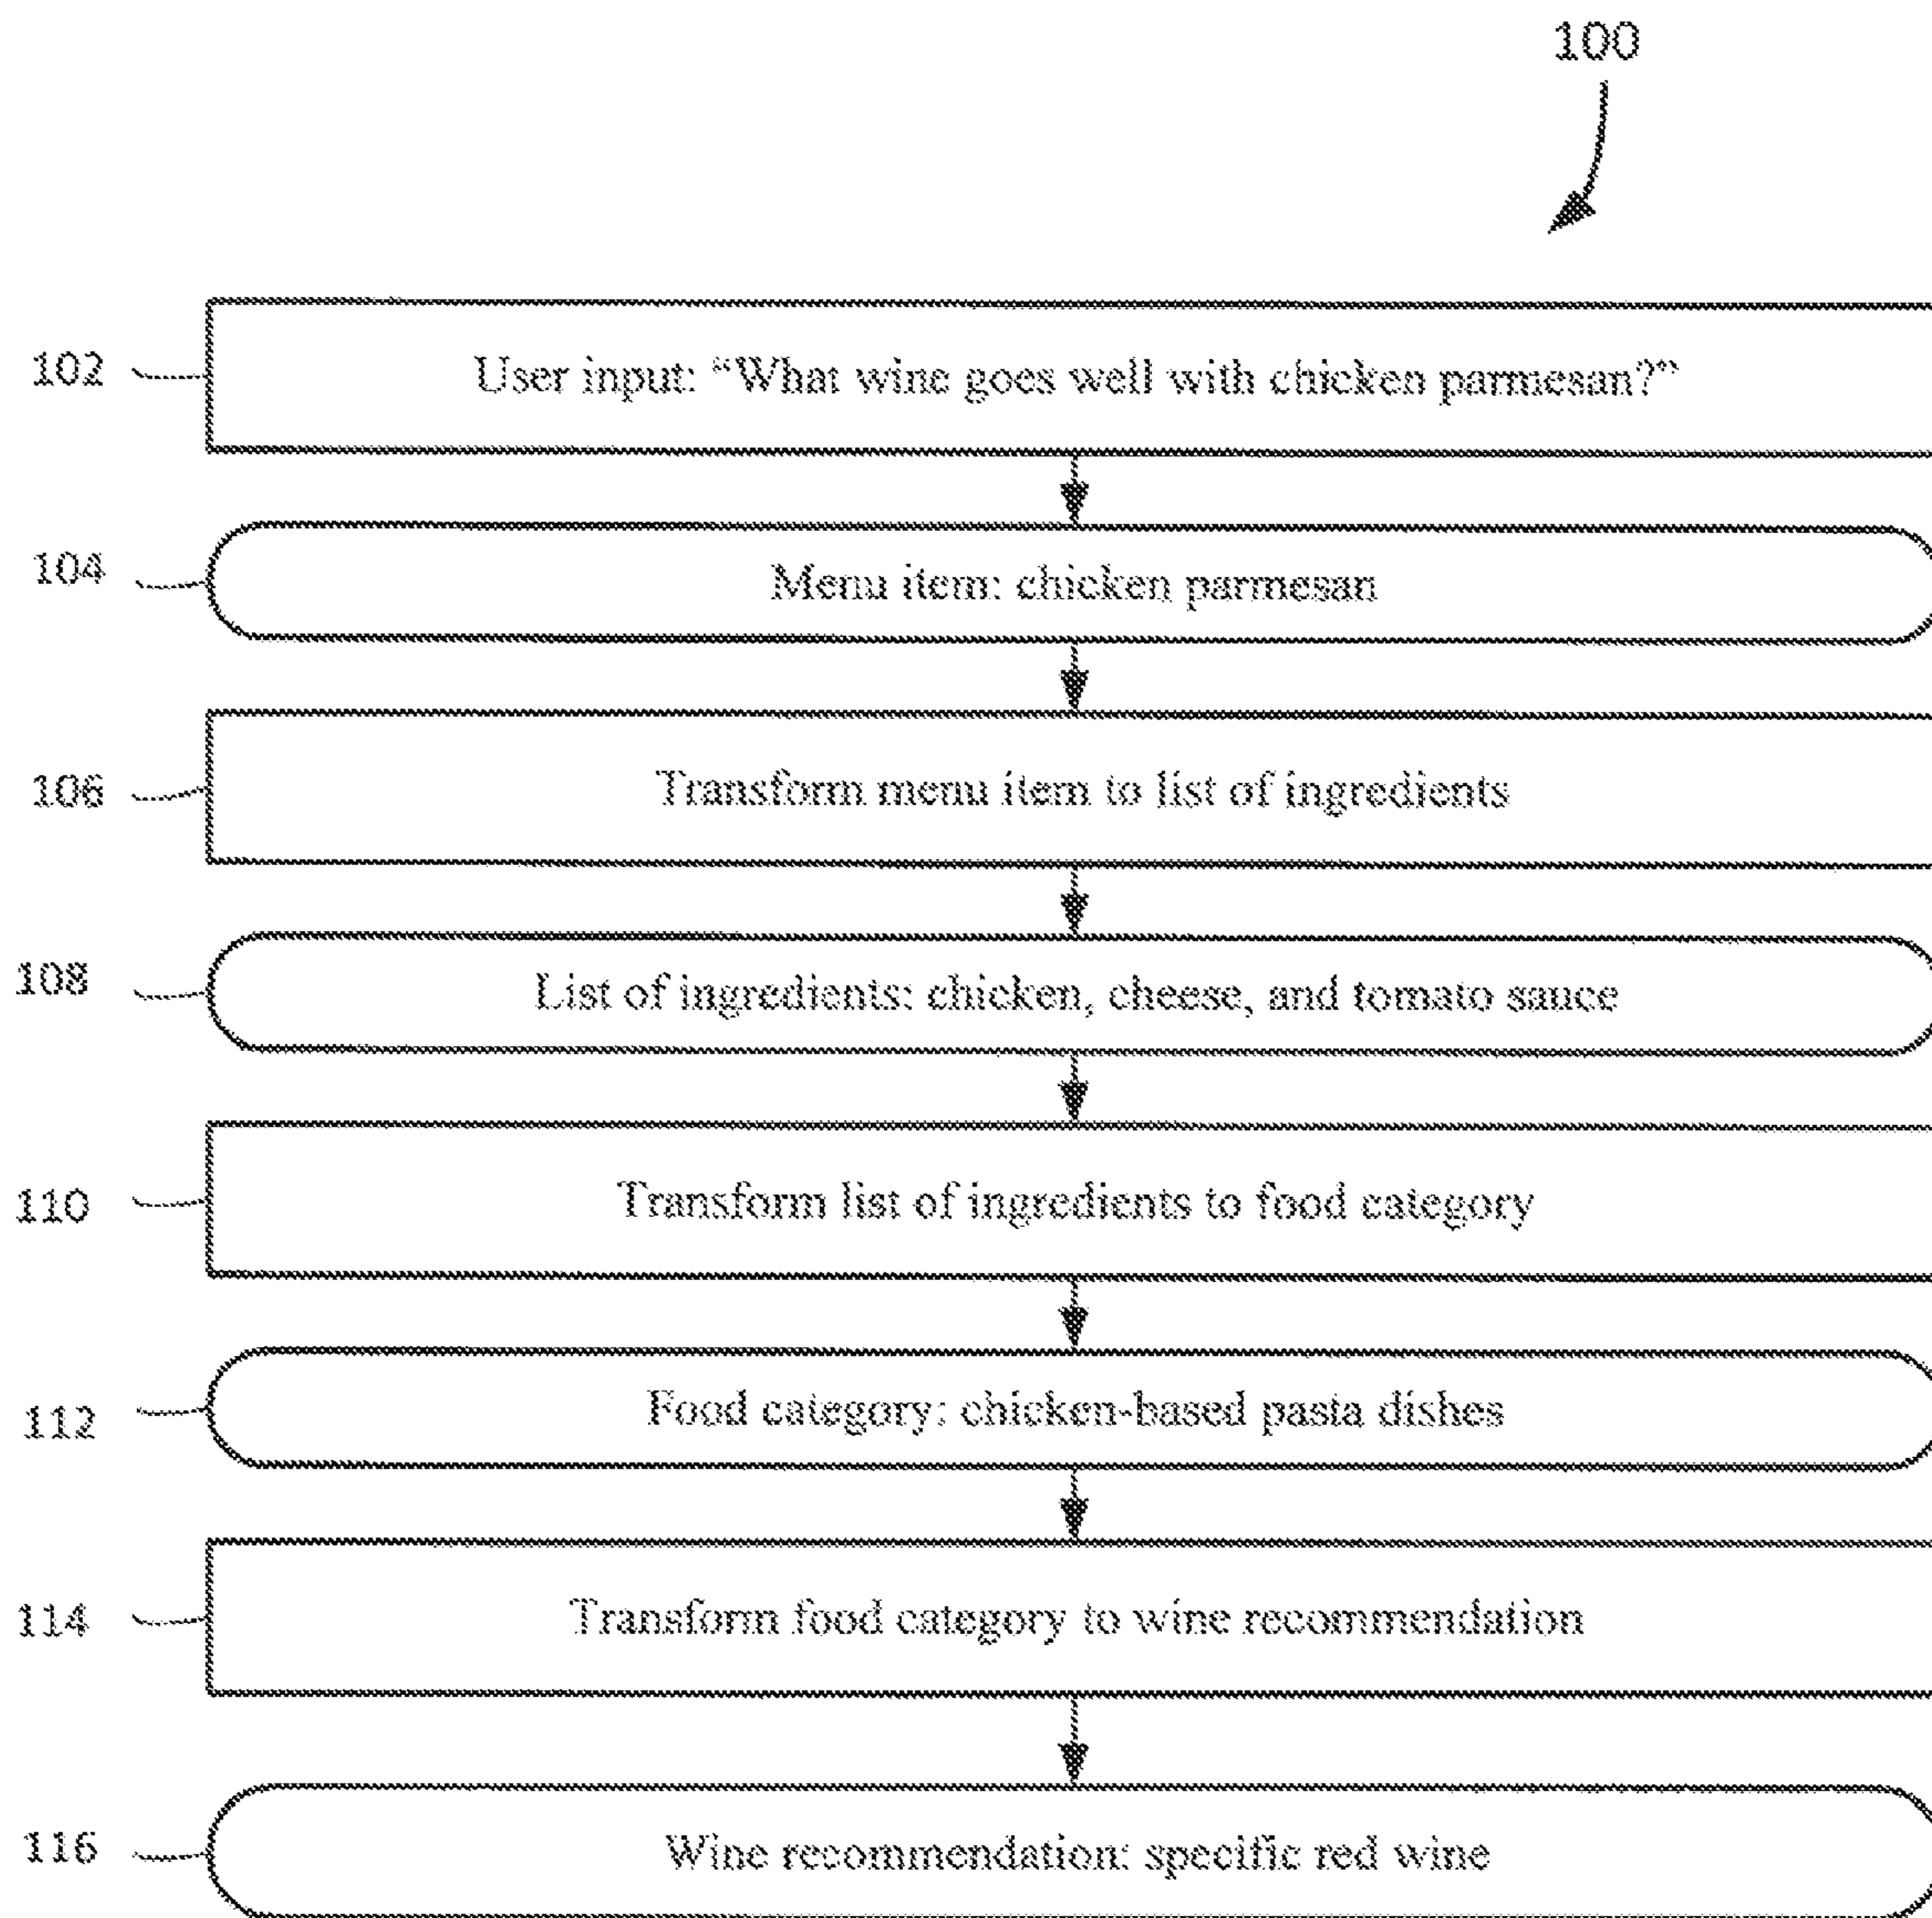 100
102 User input: “What wine goes well with chicken parmesan?”
104 Menu item: chicken parmesan
106 Transform menu item to list of ingredients
108 List of ingredients: chicken, cheese, and tomato sauce
110 Transform list of ingredients to food category
112 Food category: chicken-based pasta dishes
114 Transform food category to wine recommendation
116 Wine recommendation: specific red wine